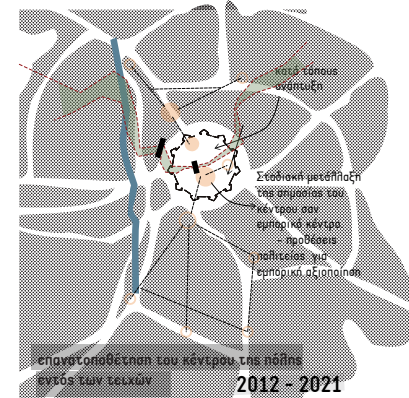 κατά τόπους
ανάπτυξη
Σταδιακή μετάλλαξη
της σημασίας του
κέντρου σαν
εμπορικό κέντρο
- προθέσεις
πολιτείας για
εμπορική αξιοποίηση
επανατοποθέτηση του κέντρου της πόλης
εντός των τειχών
2012 - 2021